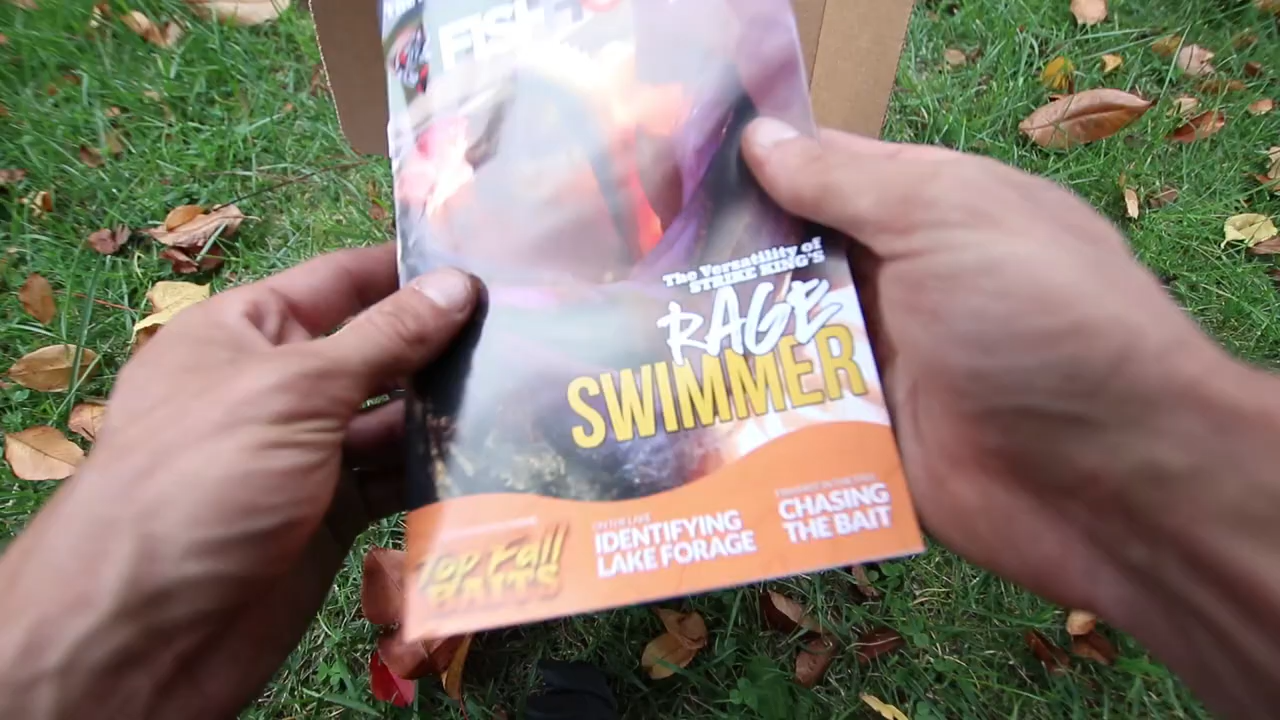 The Versatility of
STRIKE KING'S
RAGE
SWIMMER
Top Fall
BAITS
IDENTIFYING
LAKE FORAGE
CHASING
THE BAIT